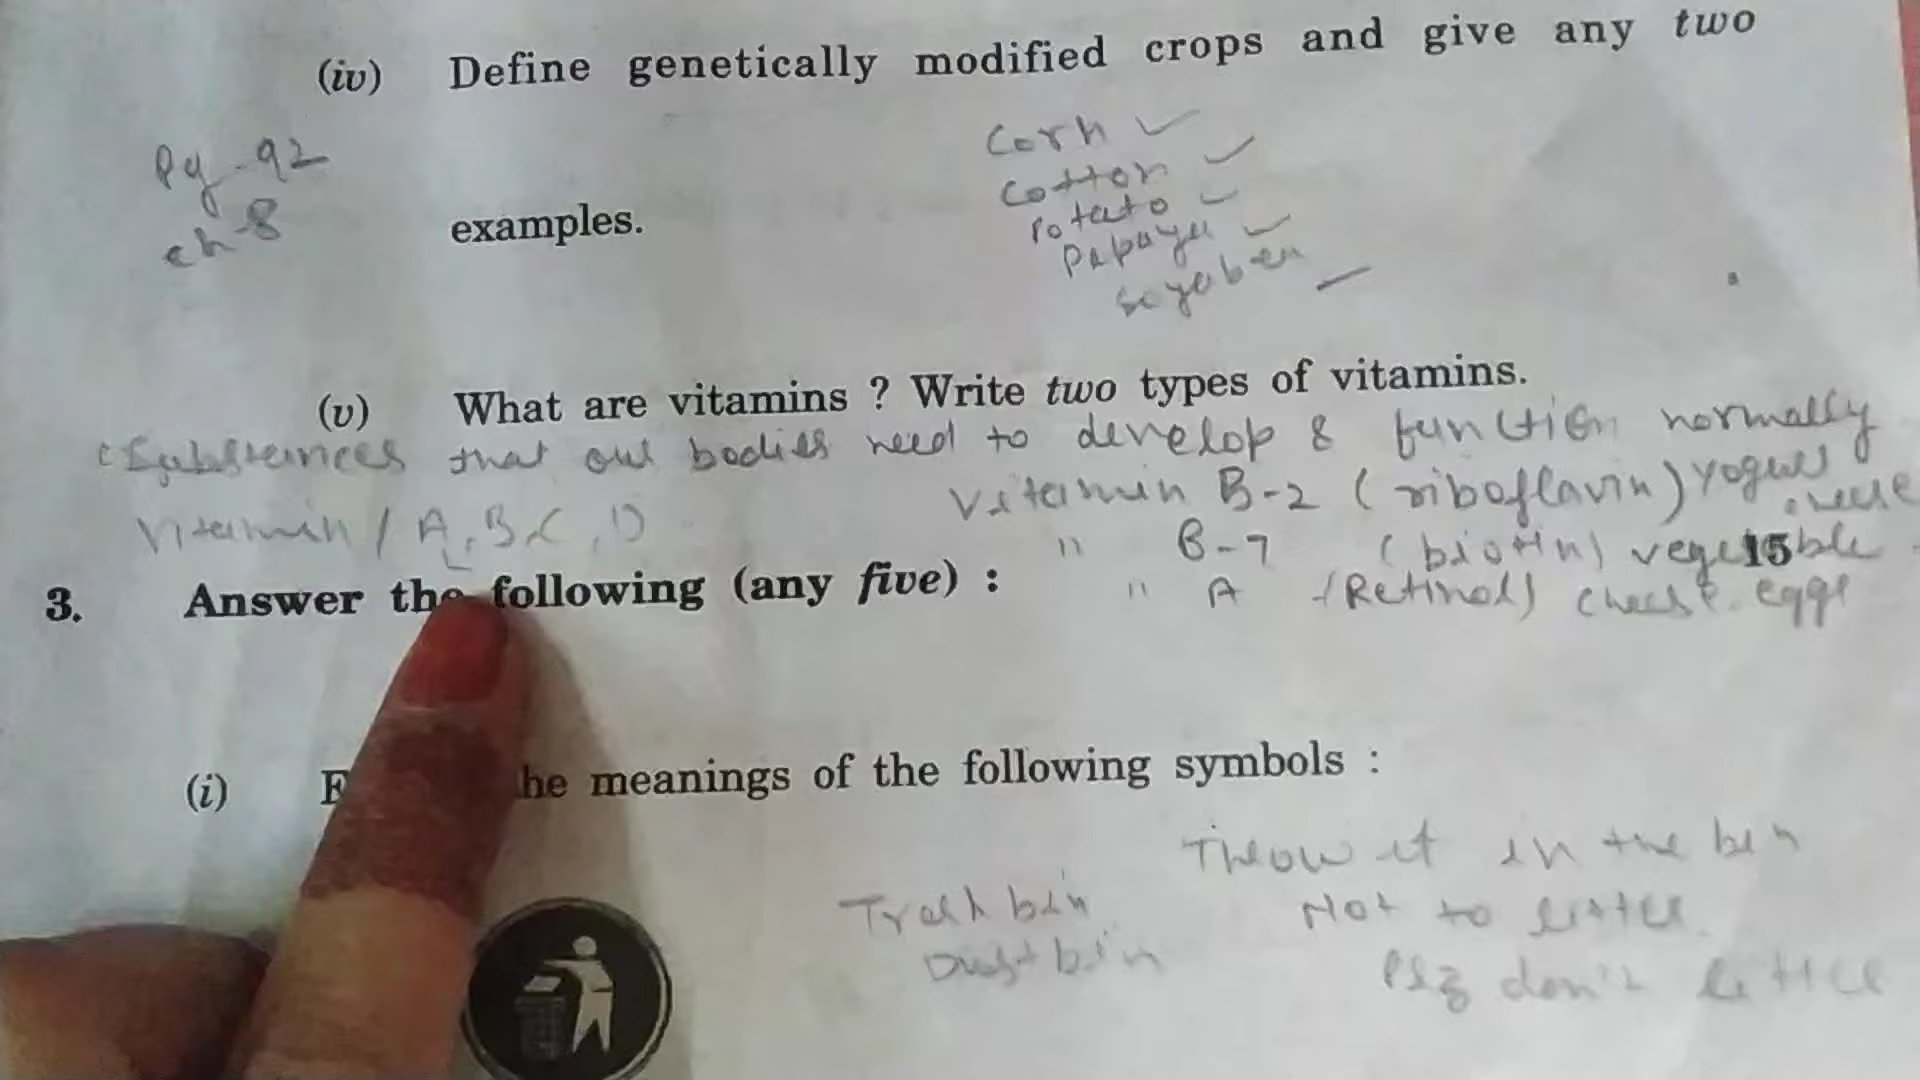 (iv) Define genetically modified crops and give any two
Corn
Pg-92
Cotton
ch-8
examples.
Potato
Papaya
Soyabean
(v) What are vitamins ? Write two types of vitamins.
Substances that our bodies need to develop & function normally
Vitamin B-2 (riboflavin) yogurt
Vitamin / A, B, C, D
" B-7 (biotin) vegetable
15
3. Answer the following (any five) :
" A (Retinol) cheese. eggs
(i) he meanings of the following symbols :
Throw it in the bin
Trash bin
Not to litter
Dustbin
Plz don't litter